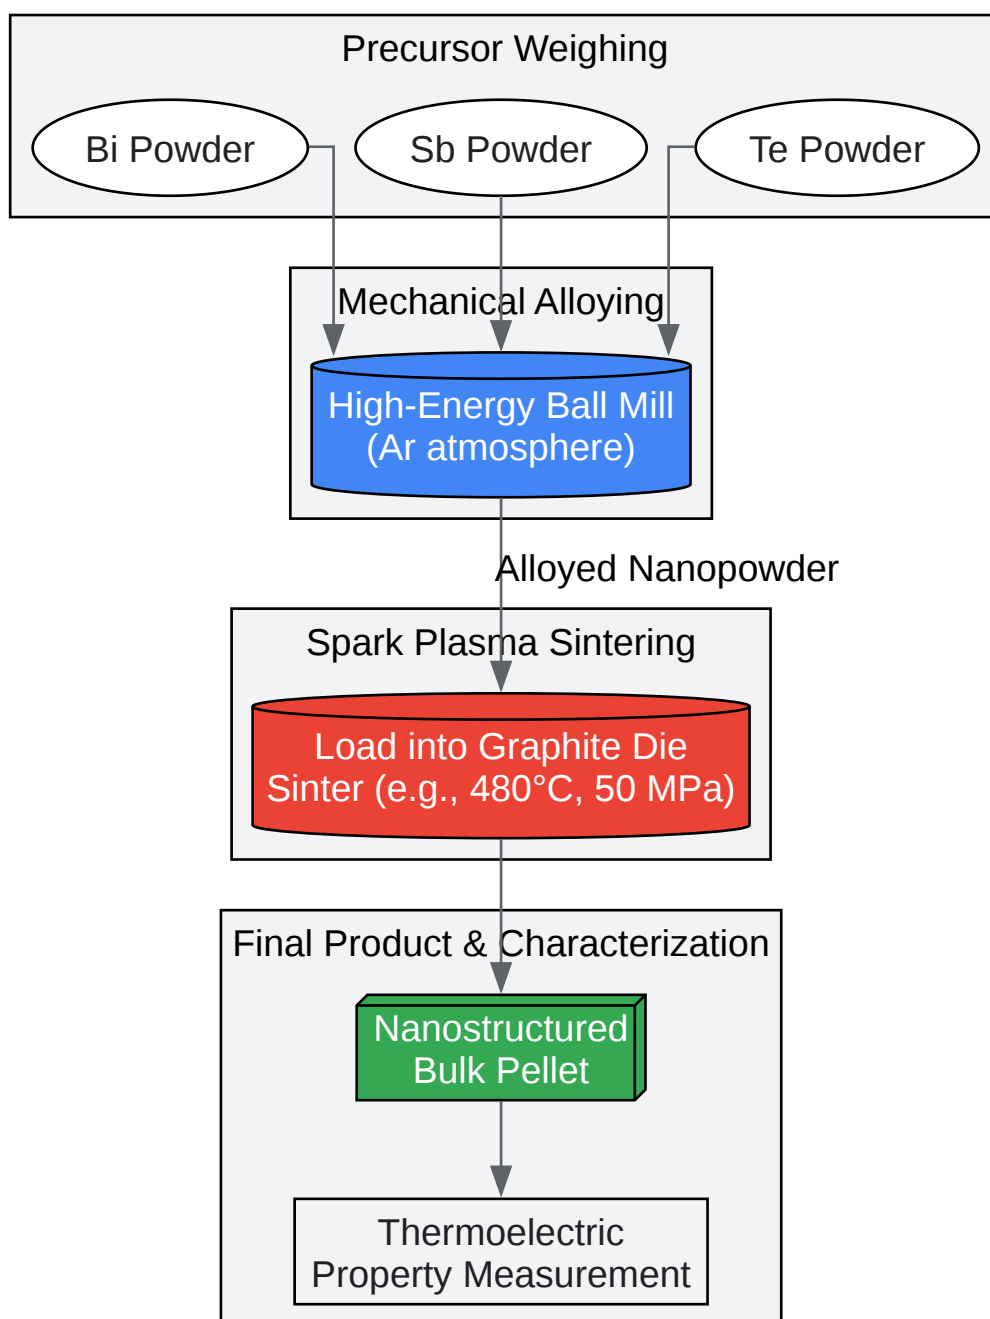 Precursor Weighing
Bi Powder
Sb Powder
Te Powder
Mechanical Alloying
High-Energy Ball Mill
(Ar atmosphere)
Alloyed Nanopowder
Spark Plasma Sintering
Load into Graphite Die
Sinter (e.g., 480°C, 50 MPa)
Final Product & Characterization
Nanostructured
Bulk Pellet
Thermoelectric
Property Measurement